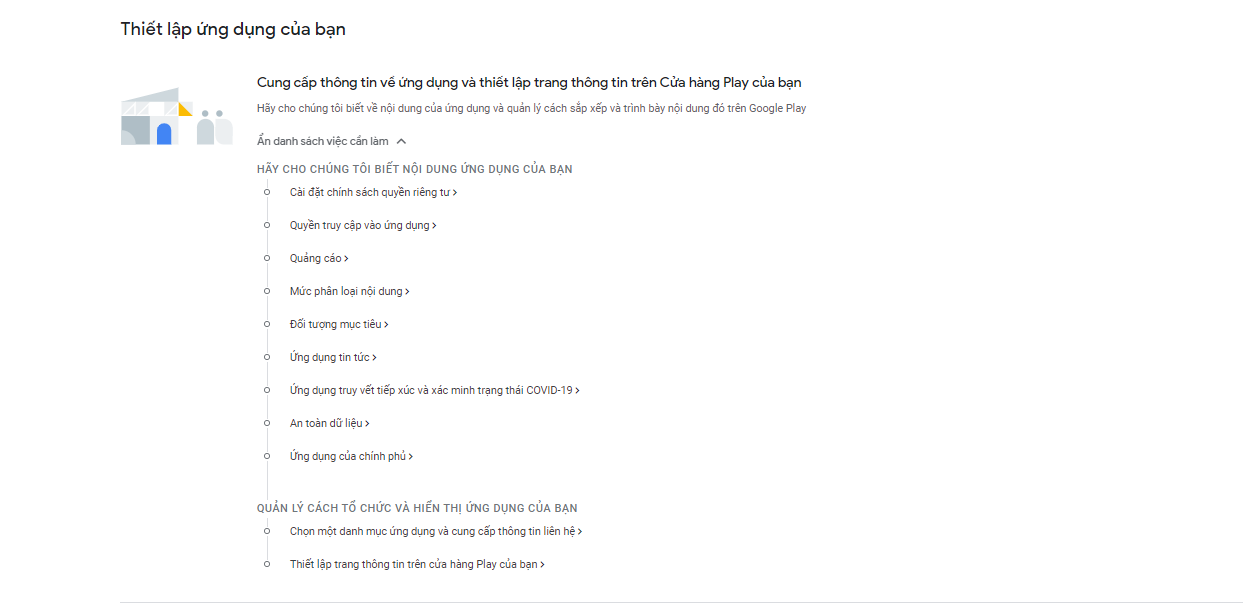 Thiết lập ứng dụng của bạn
Cung cấp thông tin về ứng dụng và thiết lập trang thông tin trên Cửa hàng Play của bạn
Hãy cho chúng tôi biết về nội dung của ứng dụng và quản lý cách sắp xếp và trình bày nội dung đó trên Google Play
Ẩn danh sách việc cần làm
HÃY CHO CHÚNG TÔI BIẾT NỘI DUNG ỨNG DỤNG CỦA BẠN
Cài đặt chính sách quyền riêng tư
Quyền truy cập vào ứng dụng
Quảng cáo
Mức phân loại nội dung
Đối tượng mục tiêu
Ứng dụng tin tức
Ứng dụng truy vết tiếp xúc và xác minh trạng thái COVID-19
An toàn dữ liệu
Ứng dụng của chính phủ
QUẢN LÝ CÁCH TỔ CHỨC VÀ HIỂN THỊ ỨNG DỤNG CỦA BẠN
Chọn một danh mục ứng dụng và cung cấp thông tin liên hệ
Thiết lập trang thông tin trên cửa hàng Play của bạn